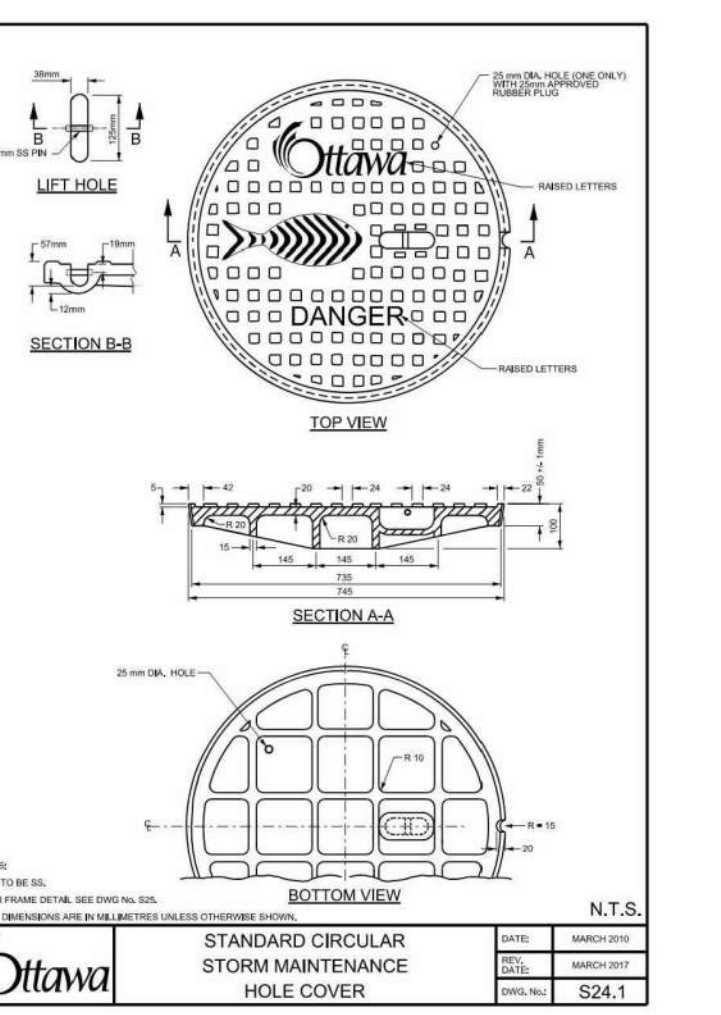 38mm
125mm
B
B
mm SS PIN
LIFT HOLE
57mm
19mm
12mm
SECTION B-B
25 mm DIA. HOLE (ONE ONLY)
WITH 25mm APPROVED
RUBBER PLUG
Ottawa
RAISED LETTERS
A
A
DANGER
RAISED LETTERS
TOP VIEW
5
42
20
24
24
50 +/- 1mm
22
100
R 20
R 20
15
145
145
145
735
745
SECTION A-A
25 mm DIA. HOLE
R 10
R = 15
20
BOTTOM VIEW
S:
TO BE SS.
R FRAME DETAIL SEE DWG No. S25.
DIMENSIONS ARE IN MILLIMETRES UNLESS OTHERWISE SHOWN.
N.T.S.
Ottawa
STANDARD CIRCULAR
STORM MAINTENANCE
HOLE COVER
DATE: MARCH 2010
REV. DATE: MARCH 2017
DWG. No.: S24.1